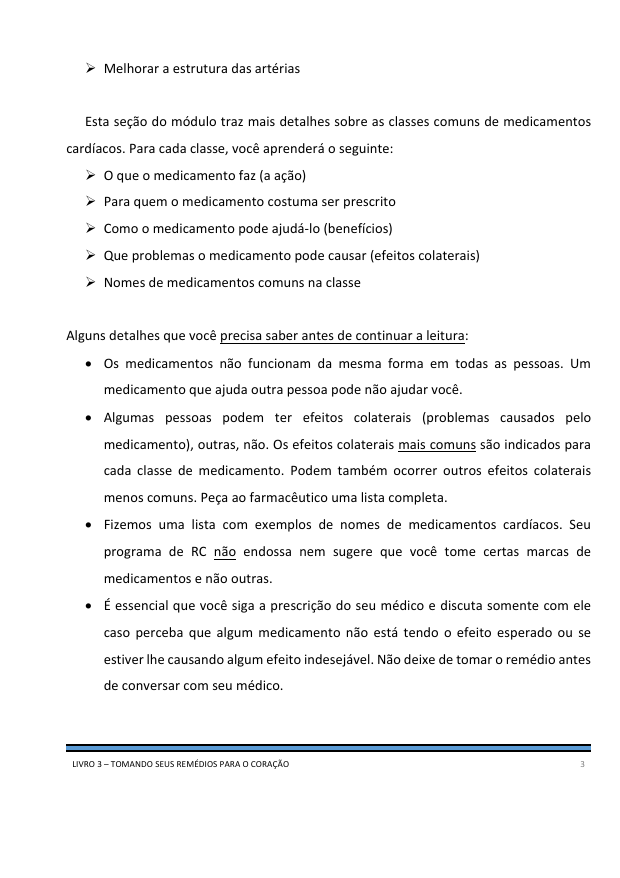 ➢ Melhorar a estrutura das artérias
Esta seção do módulo traz mais detalhes sobre as classes comuns de medicamentos
cardíacos. Para cada classe, você aprenderá o seguinte:
➢ O que o medicamento faz (a ação)
➢ Para quem o medicamento costuma ser prescrito
➢ Como o medicamento pode ajudá-lo (benefícios)
➢ Que problemas o medicamento pode causar (efeitos colaterais)
➢ Nomes de medicamentos comuns na classe
Alguns detalhes que você precisa saber antes de continuar a leitura:
• Os medicamentos não funcionam da mesma forma em todas as pessoas. Um
medicamento que ajuda outra pessoa pode não ajudar você.
• Algumas pessoas podem ter efeitos colaterais (problemas causados pelo
medicamento), outras, não. Os efeitos colaterais mais comuns são indicados para
cada classe de medicamento. Podem também ocorrer outros efeitos colaterais
menos comuns. Peça ao farmacêutico uma lista completa.
• Fizemos uma lista com exemplos de nomes de medicamentos cardíacos. Seu
programa de RC não endossa nem sugere que você tome certas marcas de
medicamentos e não outras.
• É essencial que você siga a prescrição do seu médico e discuta somente com ele
caso perceba que algum medicamento não está tendo o efeito esperado ou se
estiver lhe causando algum efeito indesejável. Não deixe de tomar o remédio antes
de conversar com seu médico.
LIVRO 3 – TOMANDO SEUS REMÉDIOS PARA O CORAÇÃO 3